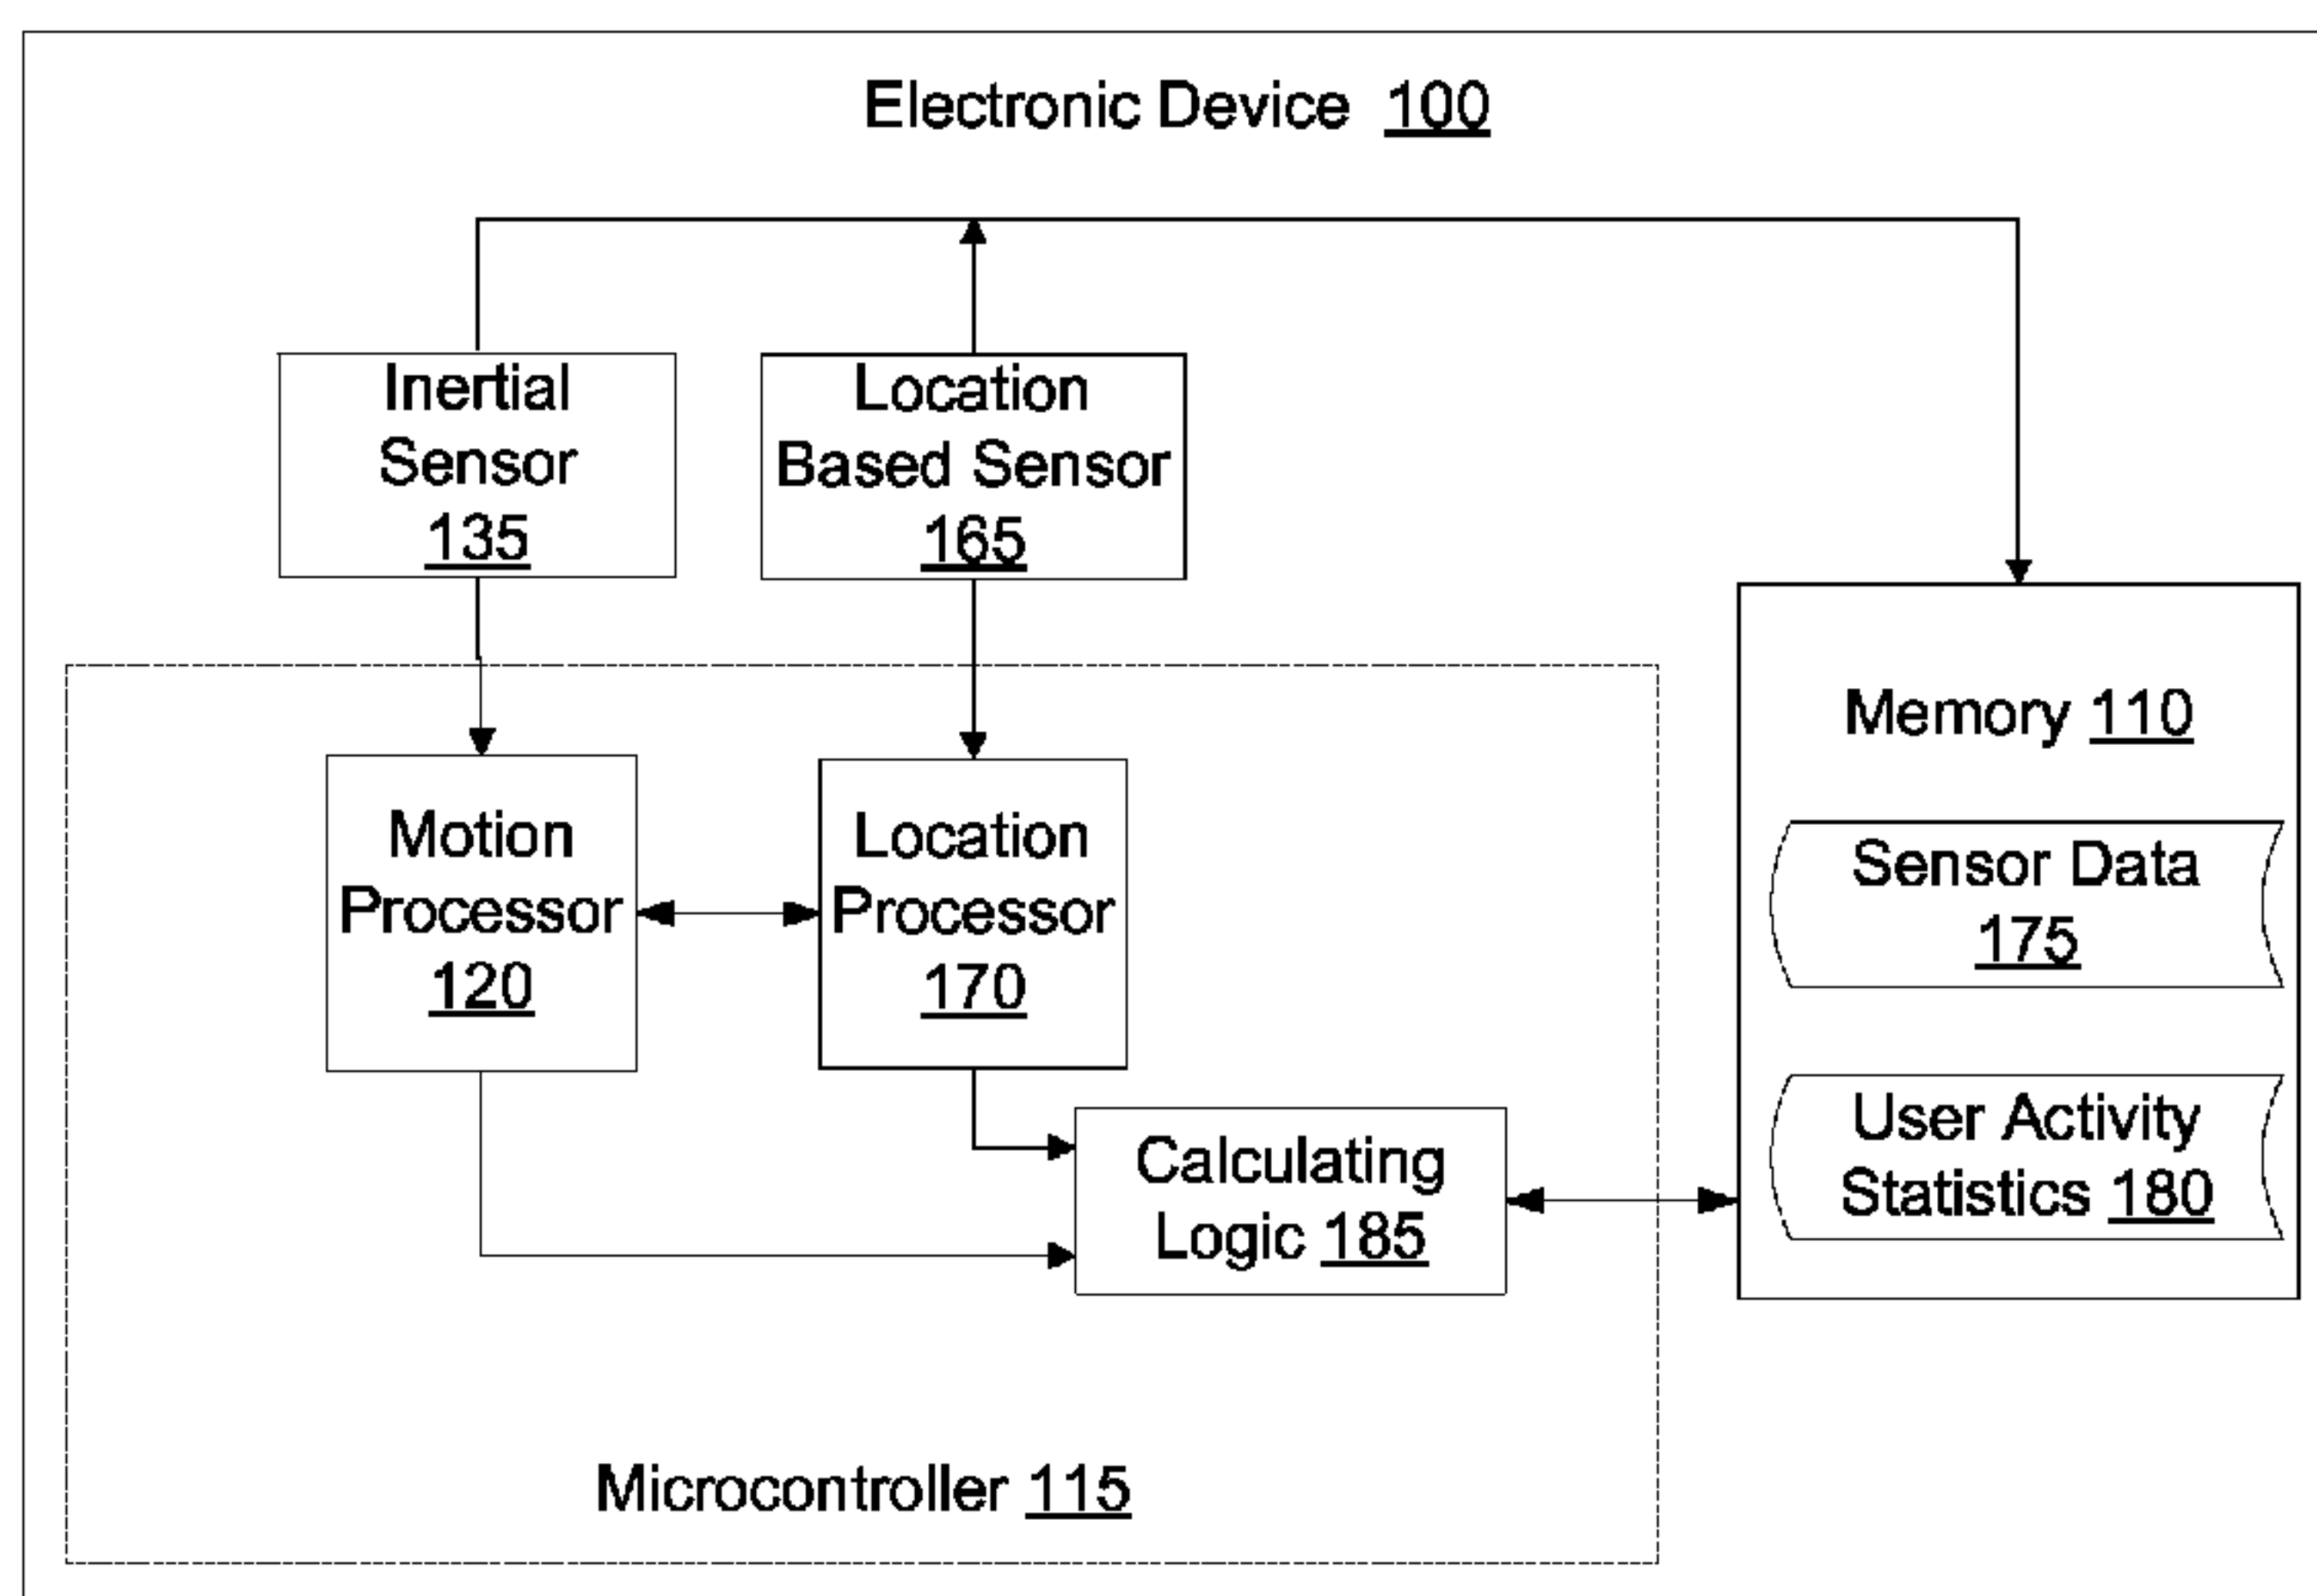 Electronic Device 100
Inertial
Sensor
135
Location
Based Sensor
165
Motion
Processor
120
Location
Processor
170
Calculating
Logic 185
Microcontroller 115
Memory 110
Sensor Data
175
User Activity
Statistics 180